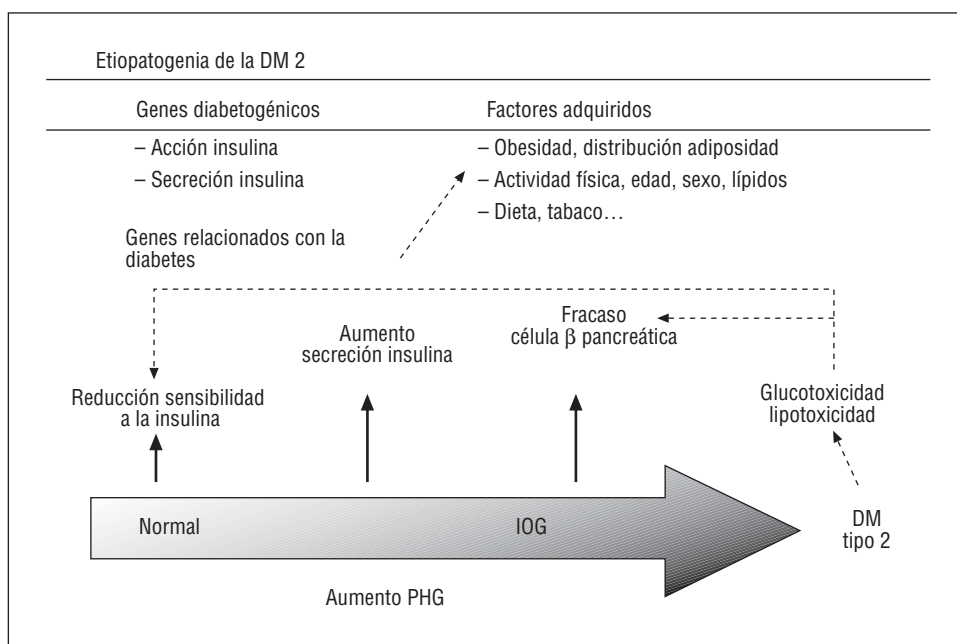 Etiopatogenia de la DM 2
Genes diabetogénicos
Factores adquiridos
– Acción insulina
– Secreción insulina
– Obesidad, distribución adiposidad
– Actividad física, edad, sexo, lípidos
– Dieta, tabaco…
Genes relacionados con la
diabetes
Aumento
secreción insulina
Fracaso
célula β pancreática
Reducción sensibilidad
a la insulina
Glucotoxicidad
lipotoxicidad
Normal
IOG
DM
tipo 2
Aumento PHG